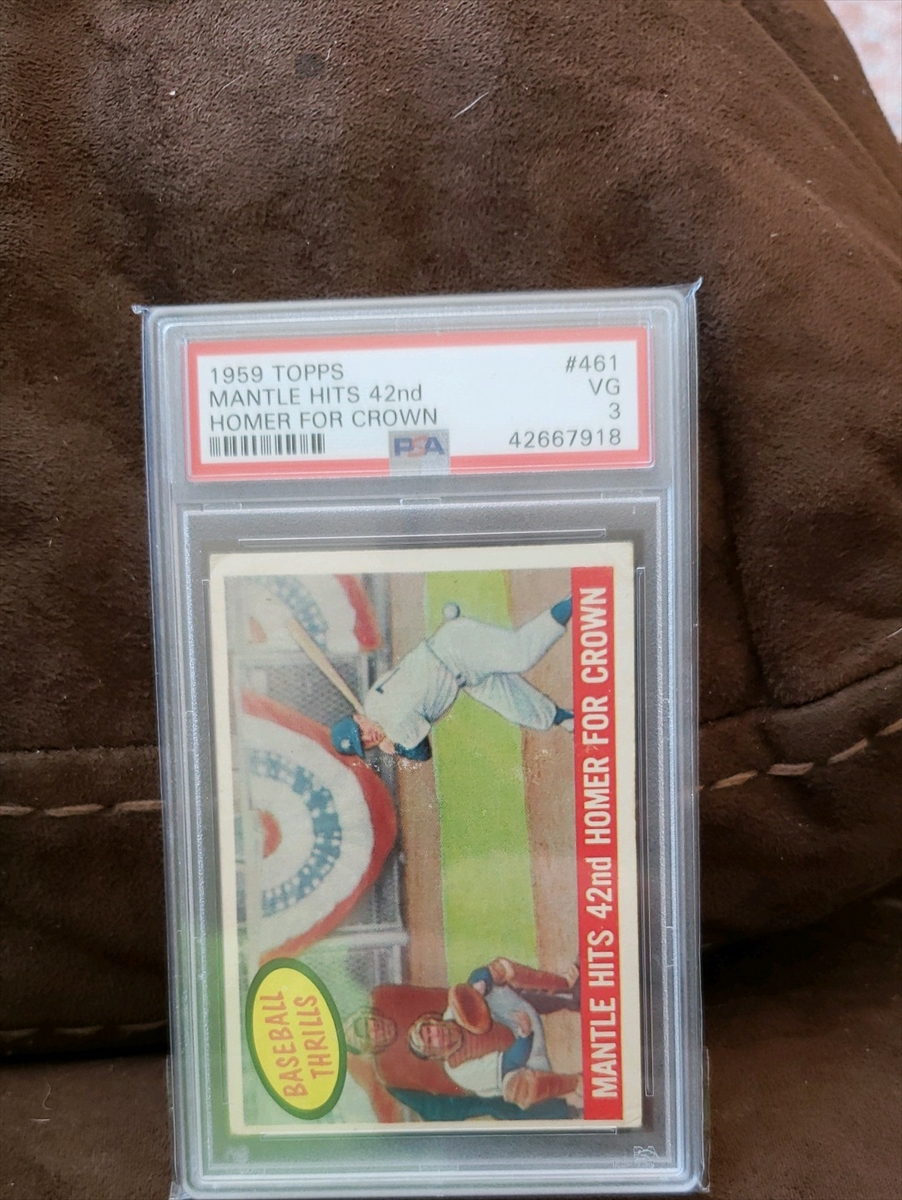 1959 TOPPS #461
MANTLE HITS 42nd VG
HOMER FOR CROWN 3
PSA 42667918
BASEBALL
THRILLS
MANTLE HITS 42nd HOMER FOR CROWN